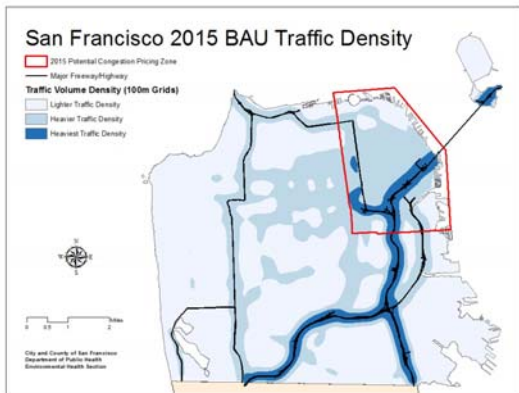 San Francisco 2015 BAU Traffic Density
2015 Potential Congestion Pricing Zone
Major Freeway/Highway
Traffic Volume Density (100m Grids)
Lighter Traffic Density
Heavier Traffic Density
Heaviest Traffic Density
N
W E
S
0 0.5 1 2
Miles
City and County of San Francisco
Department of Public Health
Environmental Health Section